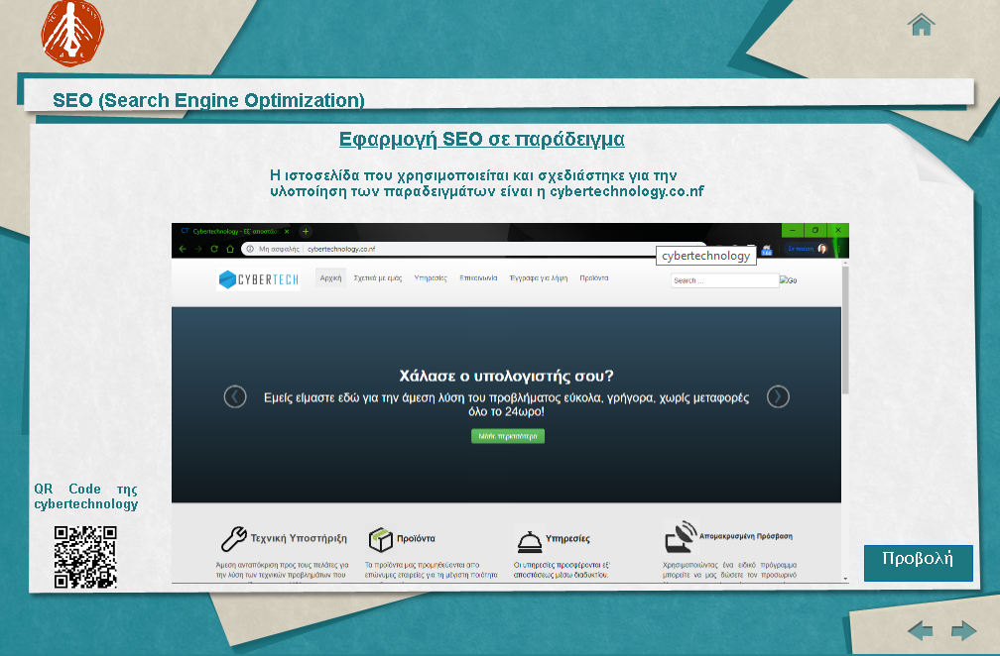 SEO (Search Engine Optimization)
Εφαρμογή SEO σε παράδειγμα
Η ιστοσελίδα που χρησιμοποιείται και σχεδιάστηκε για την
υλοποίηση των παραδειγμάτων είναι η cybertechnology.co.nf
Cybertechnology - Εξ' αποστά
Μη ασφαλής | cybertechnology.co.nf
cybertechnology
CYBERTECH
Αρχική Σχετικά με εμάς Υπηρεσίες Επικοινωνία Έγγραφα για λήψη Προϊόντα
Search ... Go
Χάλασε ο υπολογιστής σου?
Εμείς είμαστε εδώ για την άμεση λύση του προβλήματος εύκολα, γρήγορα, χωρίς μεταφορές
όλο το 24ωρο!
Μάθε περισσότερα
QR Code της
cybertechnology
Τεχνική Υποστήριξη
Άμεση ανταπόκριση προς τους πελάτες για
την λύση των τεχνικών προβλημάτων που
Προϊόντα
Τα προϊόντα μας προμηθεύονται απο
επώνυμες εταιρείες για τη μέγιστη ποιότητα
Υπηρεσίες
Οι υπηρεσίες προσφέρονται εξ'
αποστάσεως μέσω διαδικτύου.
Απομακρυσμένη Πρόσβαση
Χρησιμοποιώντας ένα ειδικό πρόγραμμα
μπορείτε να μας δώσετε τον προσωρινό
Προβολή